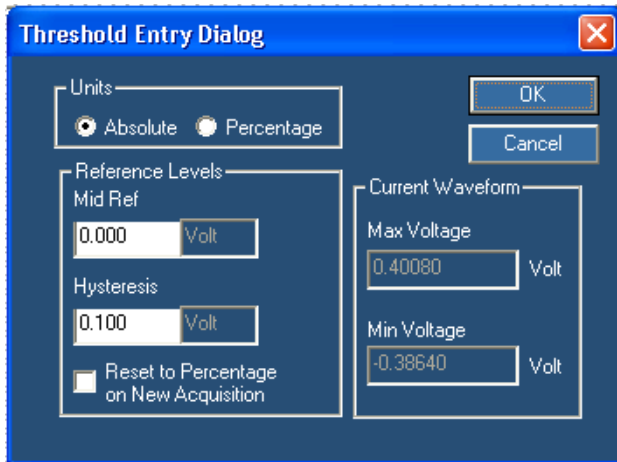 Threshold Entry Dialog
Units
Absolute Percentage
OK
Cancel
Reference Levels
Mid Ref
0.000 Volt
Hysteresis
0.100 Volt
Reset to Percentage
on New Acquisition
Current Waveform
Max Voltage
0.40080 Volt
Min Voltage
-0.38640 Volt